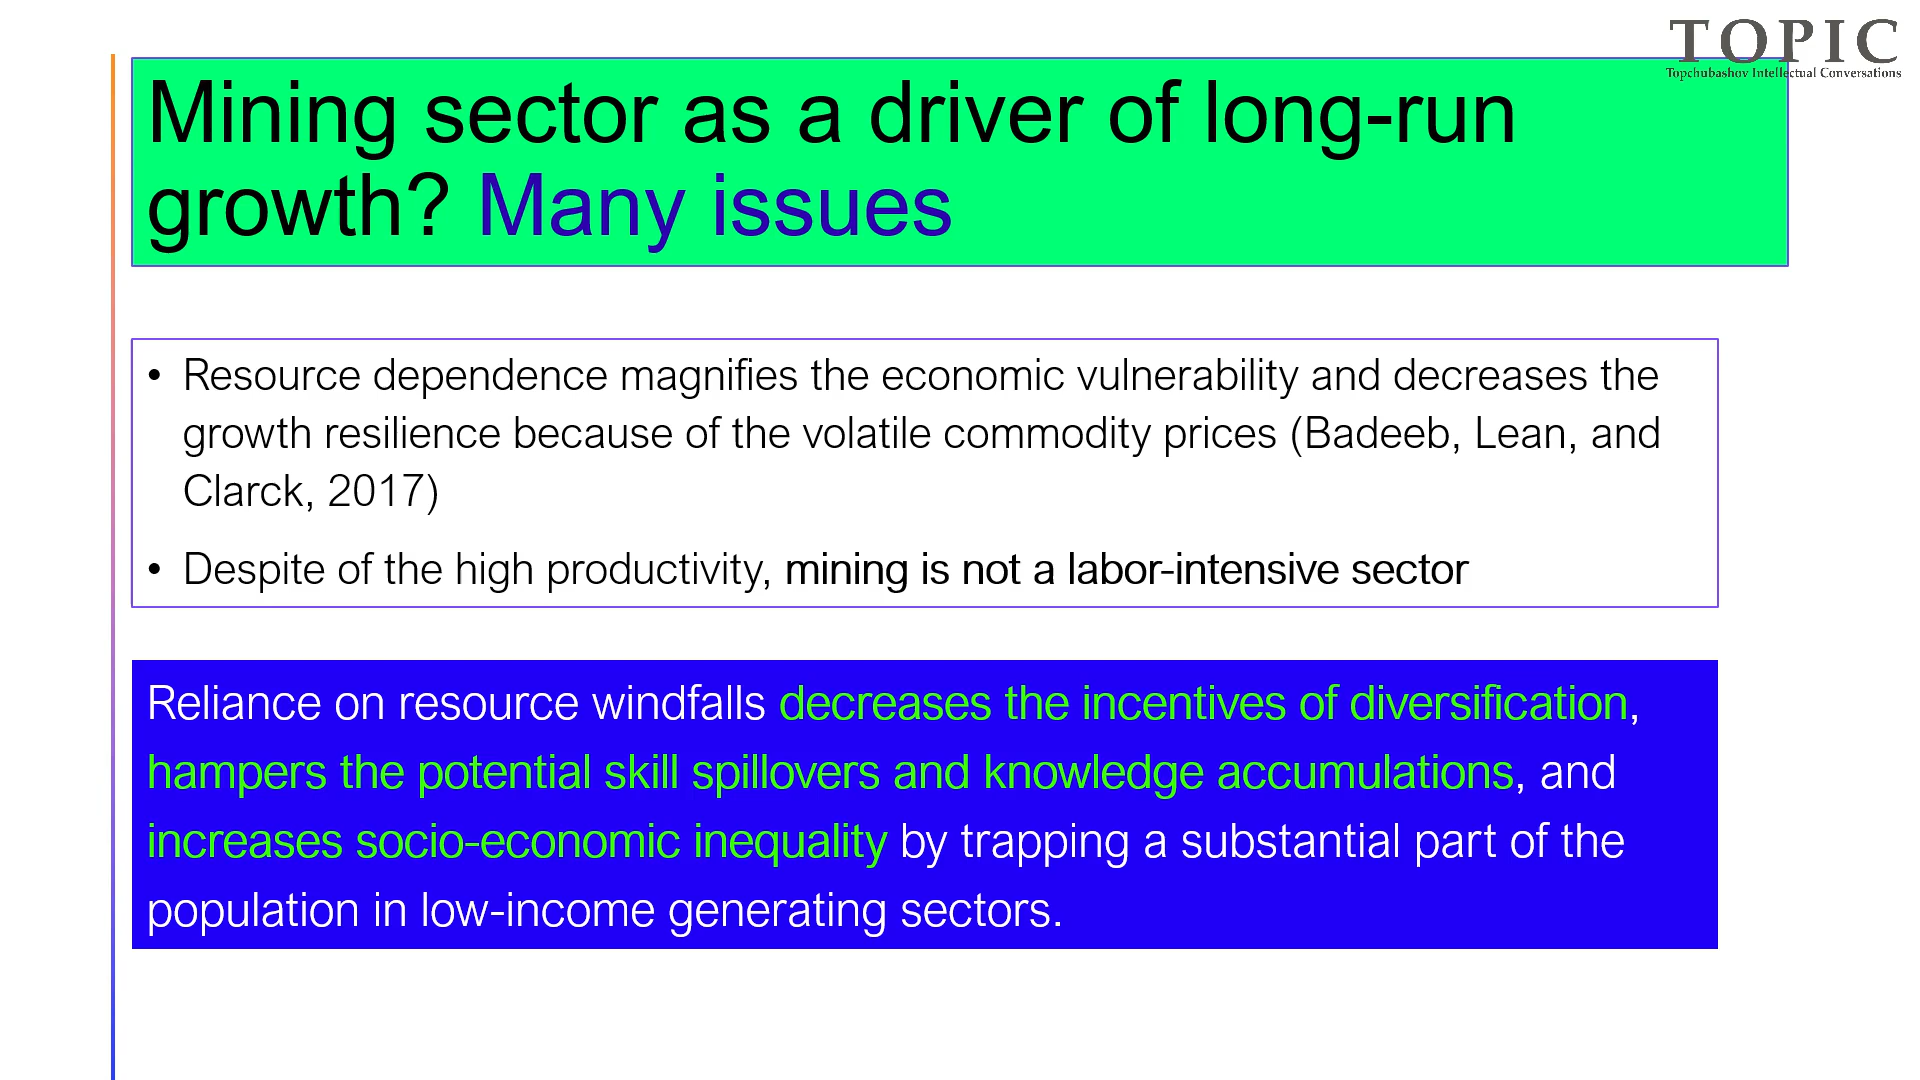 TOPIC
Topchubashov Intellectual Conversations
Mining sector as a driver of long-run
growth? Many issues
• Resource dependence magnifies the economic vulnerability and decreases the
growth resilience because of the volatile commodity prices (Badeeb, Lean, and
Clarck, 2017)
• Despite of the high productivity, mining is not a labor-intensive sector
Reliance on resource windfalls decreases the incentives of diversification,
hampers the potential skill spillovers and knowledge accumulations, and
increases socio-economic inequality by trapping a substantial part of the
population in low-income generating sectors.